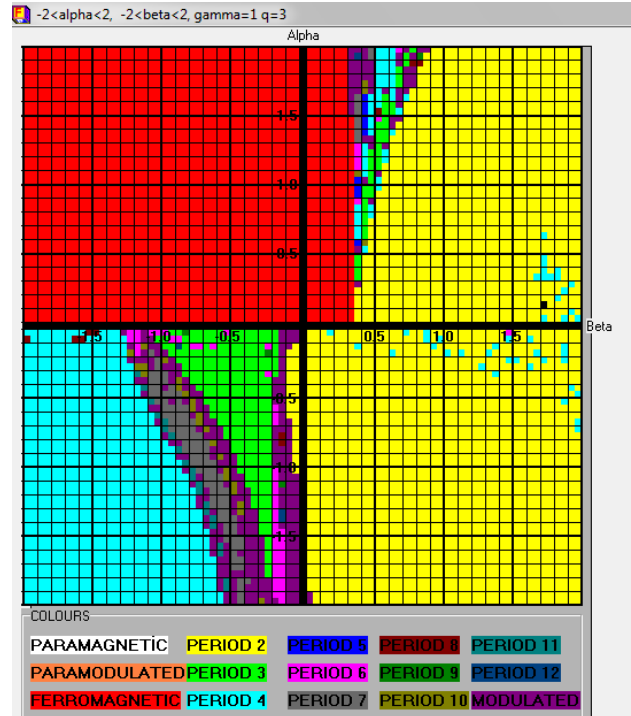 -2<alpha<2, -2<beta<2, gamma=1 q=3
Alpha
1.5
1.0
0.5
Beta
1.5 1.0 0.5 0.5 1.0 1.5
0.5
1.0
1.5
COLOURS
PARAMAGNETİC PERIOD 2 PERIOD 5 PERIOD 8 PERIOD 11
PARAMODULATED PERIOD 3 PERIOD 6 PERIOD 9 PERIOD 12
FERROMAGNETIC PERIOD 4 PERIOD 7 PERIOD 10 MODULATED